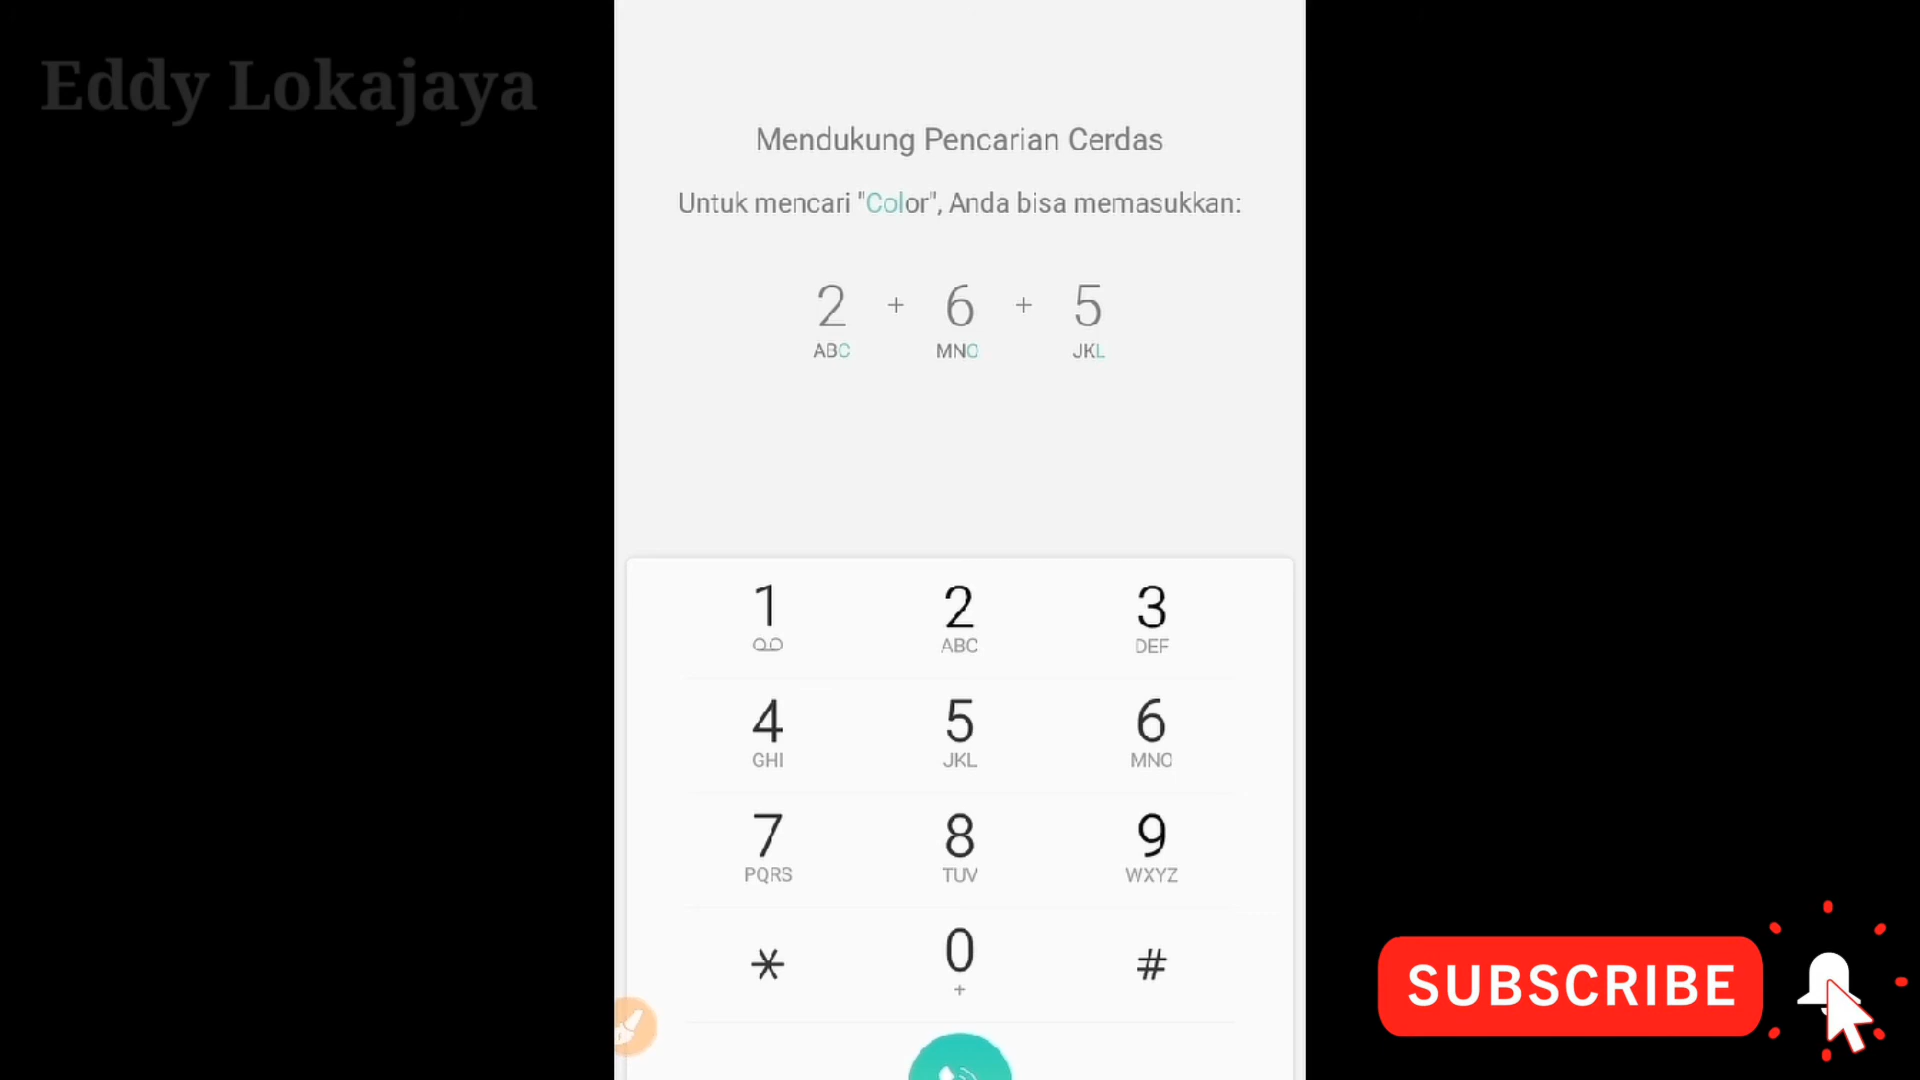 Eddy Lokajaya
Mendukung Pencarian Cerdas
Untuk mencari "Color", Anda bisa memasukkan:
2 + 6 + 5
ABC MNO JKL
1 2 3
ABC DEF
4 5 6
GHI JKL MNO
7 8 9
PQRS TUV WXYZ
* 0 #
+
SUBSCRIBE